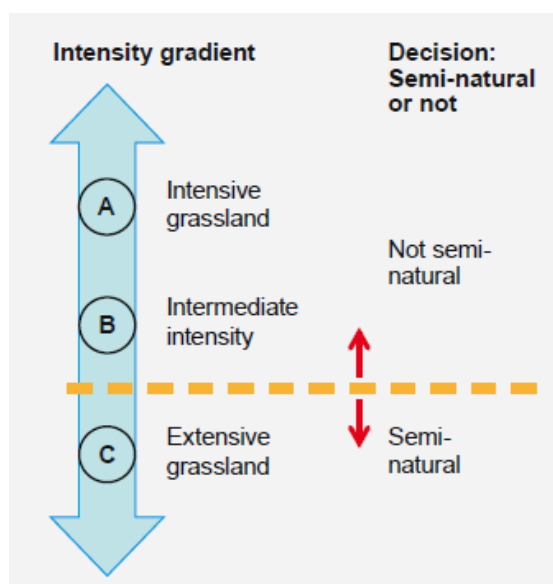 Intensity gradient
Decision:
Semi-natural
or not
A
Intensive
grassland
Not semi-
natural
B
Intermediate
intensity
C
Extensive
grassland
Semi-
natural